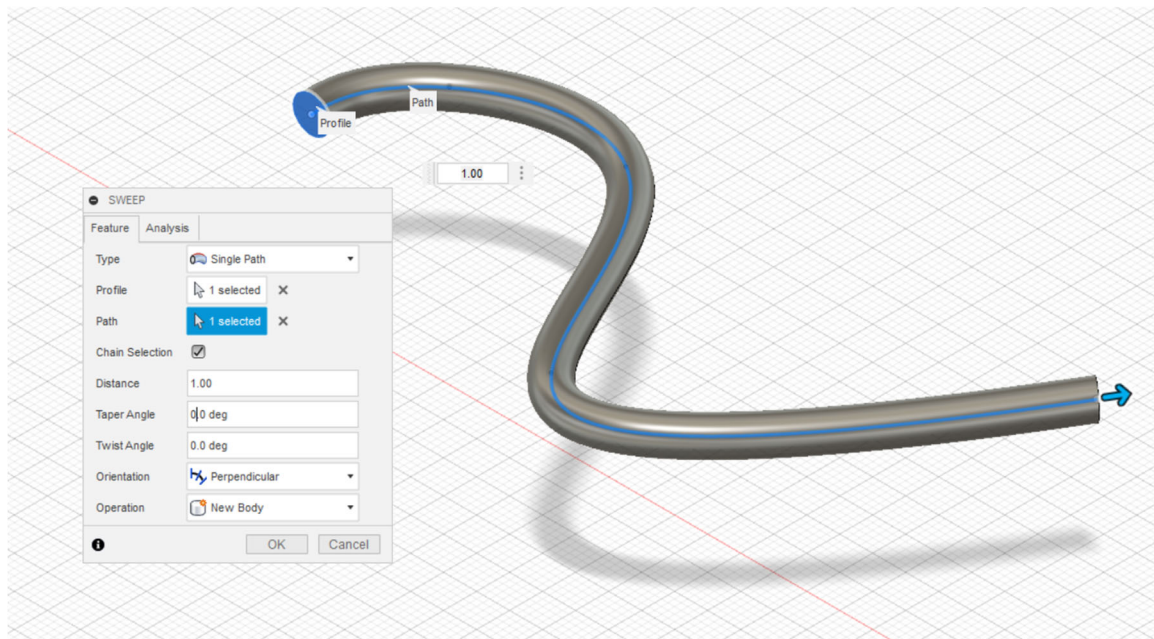 Path
Profile
1.00
SWEEP
Feature Analysis
Type Single Path
Profile 1 selected
Path 1 selected
Chain Selection
Distance 1.00
Taper Angle 0.0 deg
Twist Angle 0.0 deg
Orientation Perpendicular
Operation New Body
OK Cancel